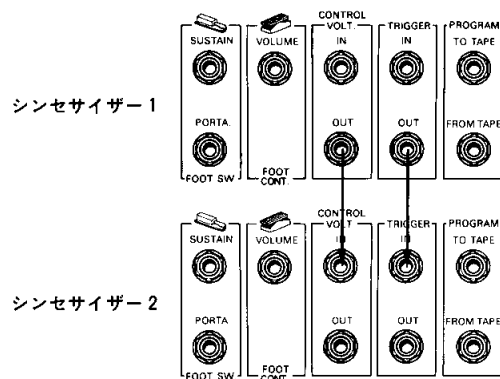 CONTROL
SUSTAIN VOLUME VOLT. IN TRIGGER IN PROGRAM TO TAPE
シンセサイザー1
PORTA. OUT OUT FROM TAPE
FOOT SW FOOT CONT.
CONTROL
SUSTAIN VOLUME VOLT IN TRIGGER IN PROGRAM TO TAPE
シンセサイザー2
PORTA OUT OUT FROM TAPE
FOOT SW FOOT CONT.